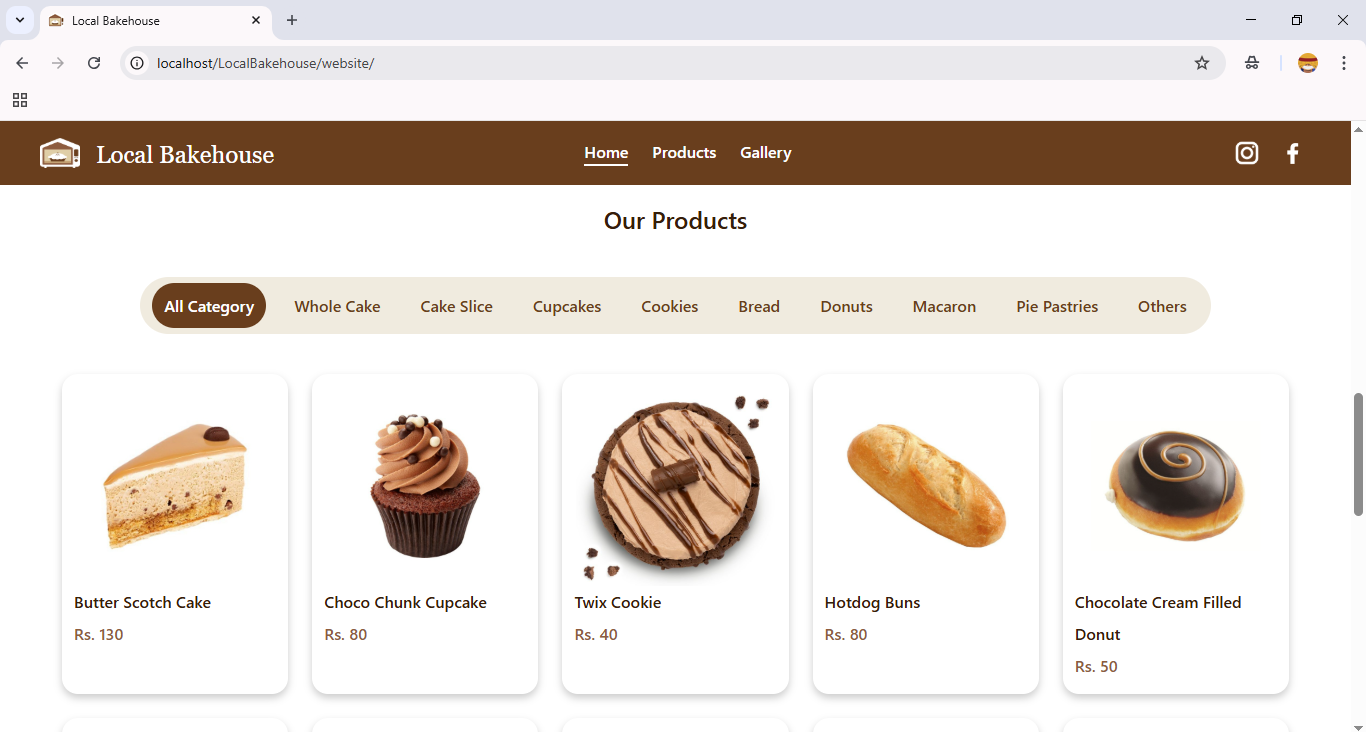 Local Bakehouse
localhost/LocalBakehouse/website/
Local Bakehouse
Home Products Gallery
Our Products
All Category Whole Cake Cake Slice Cupcakes Cookies Bread Donuts Macaron Pie Pastries Others
Butter Scotch Cake
Rs. 130
Choco Chunk Cupcake
Rs. 80
Twix Cookie
Rs. 40
Hotdog Buns
Rs. 80
Chocolate Cream Filled
Donut
Rs. 50